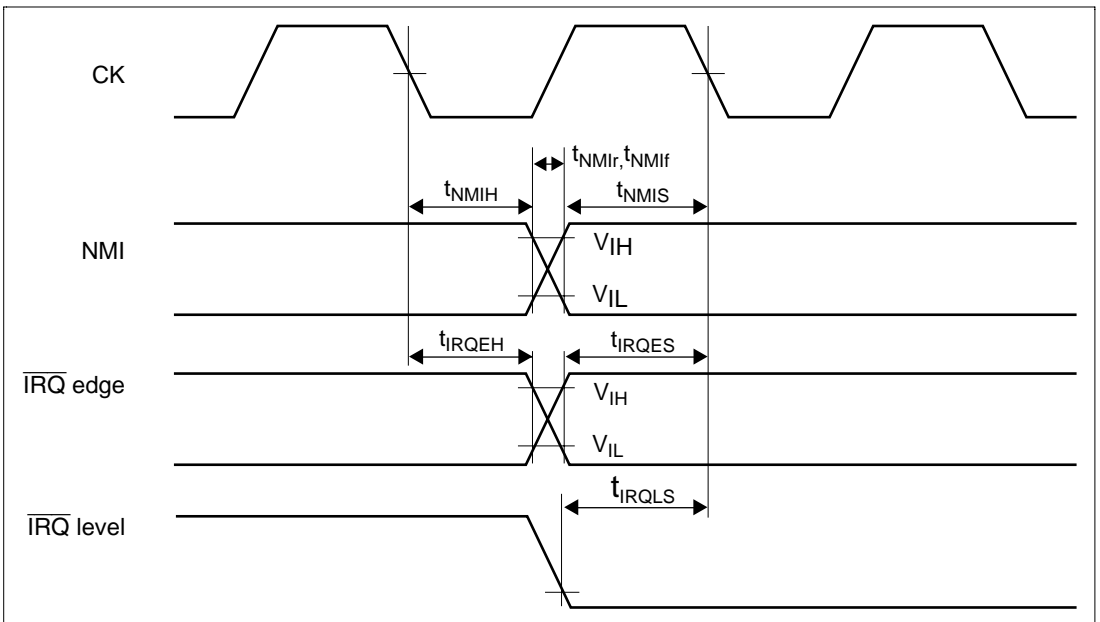 CK
tNMIr,tNMIf
tNMIH
tNMIS
NMI
VIH
VIL
tIRQEH
tIRQES
IRQ edge
VIH
VIL
tIRQLS
IRQ level